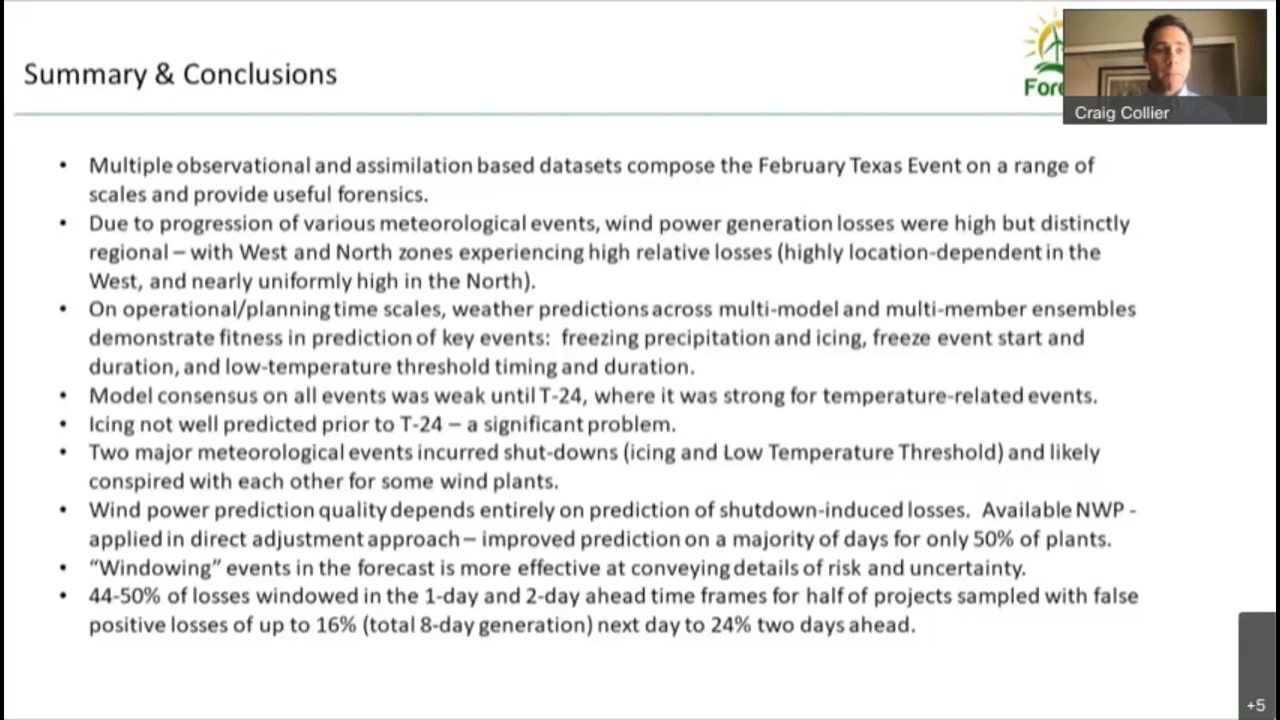 Summary & Conclusions
Fore
Craig Collier
• Multiple observational and assimilation based datasets compose the February Texas Event on a range of
scales and provide useful forensics.
• Due to progression of various meteorological events, wind power generation losses were high but distinctly
regional – with West and North zones experiencing high relative losses (highly location-dependent in the
West, and nearly uniformly high in the North).
• On operational/planning time scales, weather predictions across multi-model and multi-member ensembles
demonstrate fitness in prediction of key events: freezing precipitation and icing, freeze event start and
duration, and low-temperature threshold timing and duration.
• Model consensus on all events was weak until T-24, where it was strong for temperature-related events.
• Icing not well predicted prior to T-24 – a significant problem.
• Two major meteorological events incurred shut-downs (icing and Low Temperature Threshold) and likely
conspired with each other for some wind plants.
• Wind power prediction quality depends entirely on prediction of shutdown-induced losses. Available NWP -
applied in direct adjustment approach – improved prediction on a majority of days for only 50% of plants.
• “Windowing” events in the forecast is more effective at conveying details of risk and uncertainty.
• 44-50% of losses windowed in the 1-day and 2-day ahead time frames for half of projects sampled with false
positive losses of up to 16% (total 8-day generation) next day to 24% two days ahead.
+5